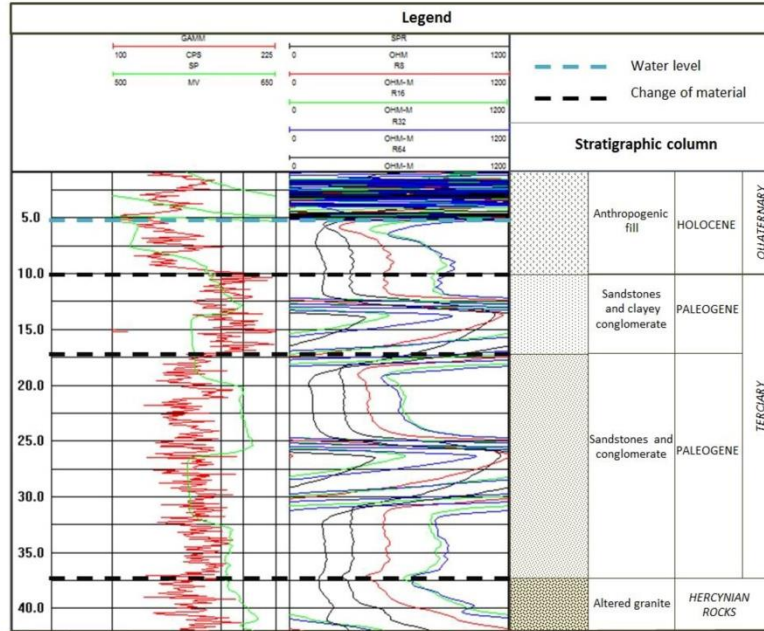 Legend
GAMM
100 CPS 225
SP
500 MV 650
SPR
0 OHM 1200
R8
0 OHM-M 1200
R16
0 OHM-M 1200
R32
0 OHM-M 1200
R64
0 OHM-M 1200
Water level
Change of material
Stratigraphic column
5.0
10.0
15.0
20.0
25.0
30.0
35.0
40.0
Anthropogenic
fill
HOLOCENE
QUATERNARY
Sandstones
and clayey
conglomerate
PALEOGENE
TERCIARY
Sandstones and
conglomerate
PALEOGENE
Altered granite
HERCYNIAN
ROCKS